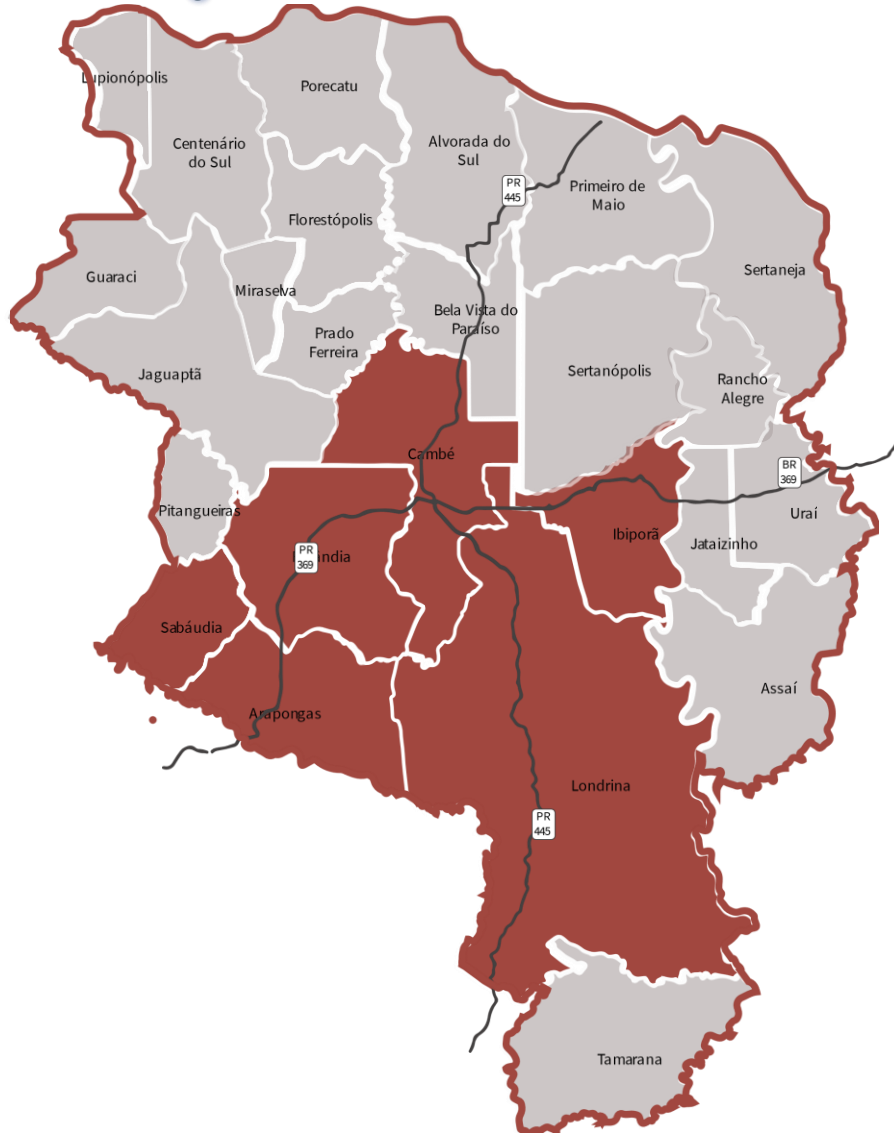 Lupionópolis
Porecatu
Centenário
do Sul
Alvorada do
Sul
PR
445
Primeiro de
Maio
Florestópolis
Guaraci
Miraselva
Sertaneja
Bela Vista do
Paraíso
Prado
Ferreira
Jaguaptã
Sertanópolis
Rancho
Alegre
Cambé
BR
369
Pitangueiras
Uraí
Ibiporã
Jataizinho
PR
369
Sabáudia
Assaí
Arapongas
Londrina
PR
445
Tamarana